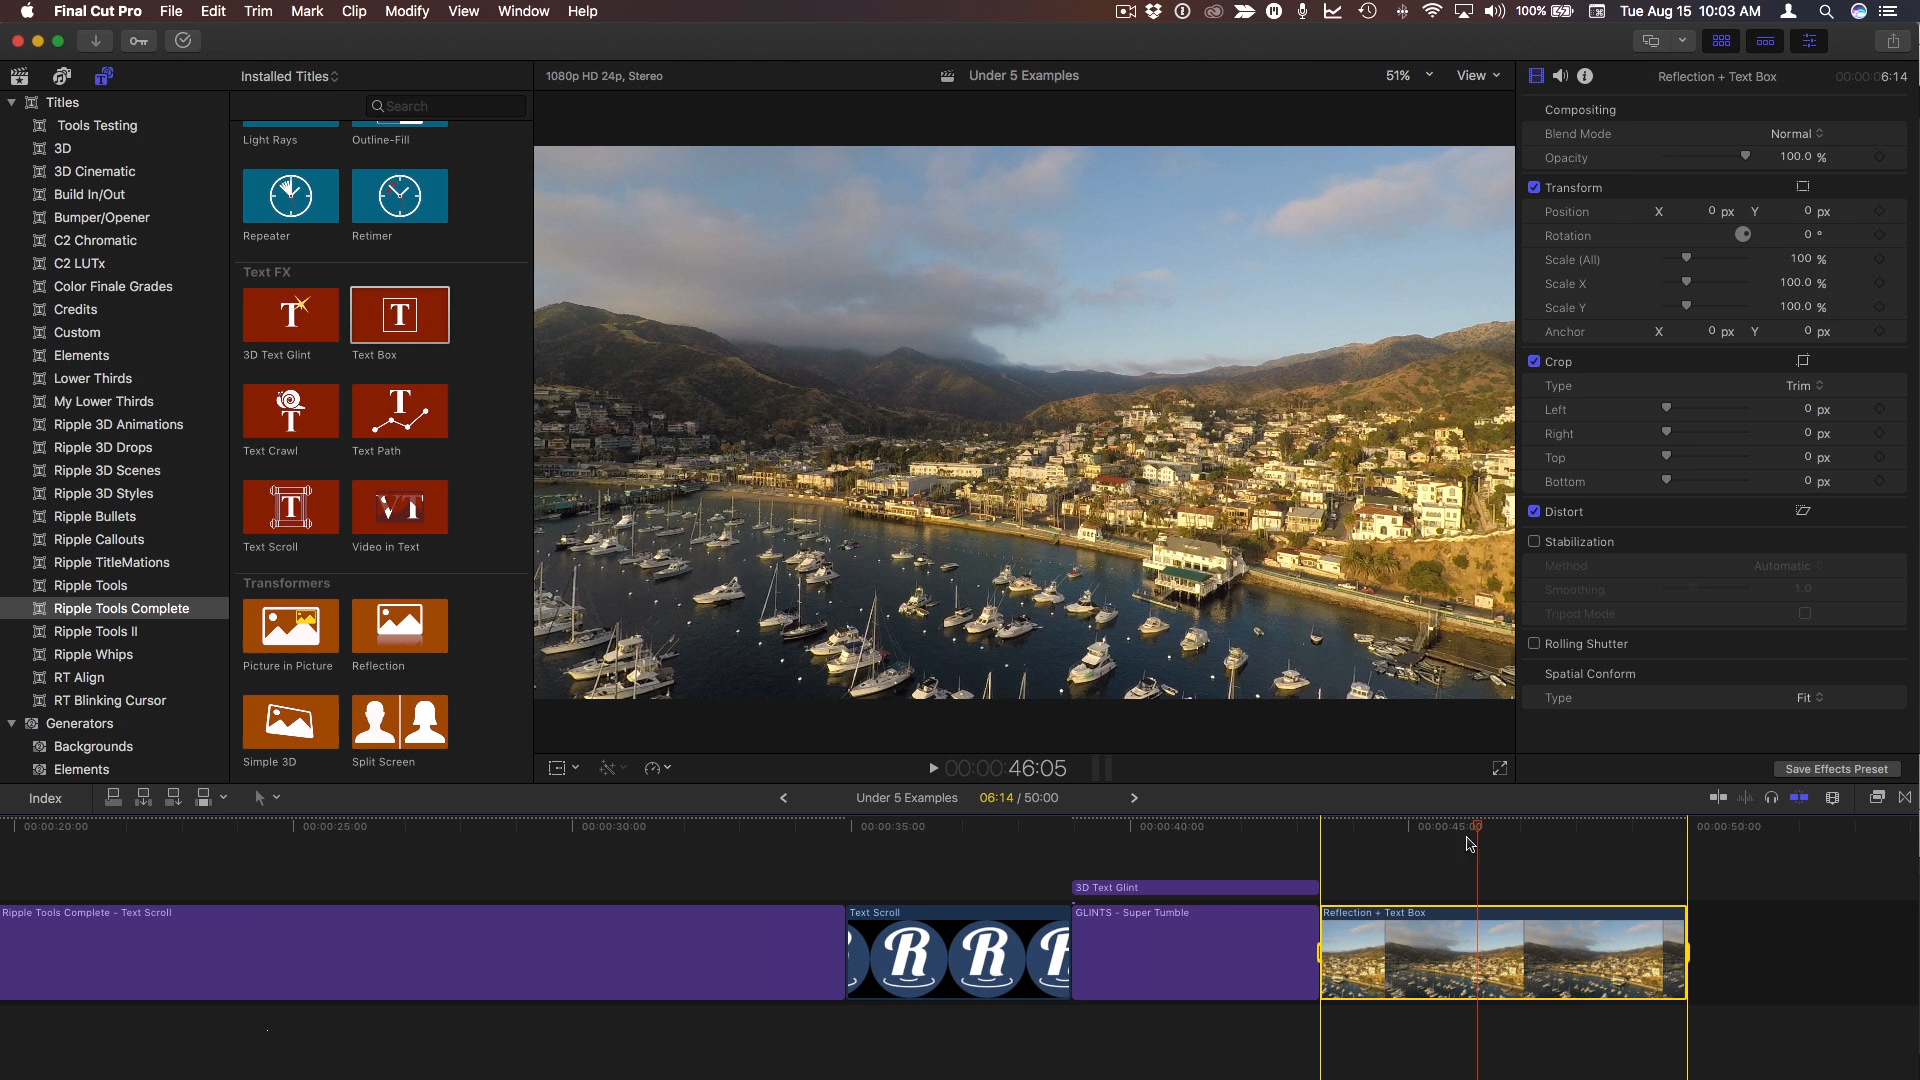 Final Cut Pro File Edit Trim Mark Clip Modify View Window Help
100% Tue Aug 15 10:03 AM
Installed Titles
1080p HD 24p, Stereo
Under 5 Examples
51%
View
Reflection + Text Box
00:00:06:14
Titles
Tools Testing
3D
3D Cinematic
Build In/Out
Bumper/Opener
C2 Chromatic
C2 LUTx
Color Finale Grades
Credits
Custom
Elements
Lower Thirds
My Lower Thirds
Ripple 3D Animations
Ripple 3D Drops
Ripple 3D Scenes
Ripple 3D Styles
Ripple Bullets
Ripple Callouts
Ripple TitleMations
Ripple Tools
Ripple Tools Complete
Ripple Tools II
Ripple Whips
RT Align
RT Blinking Cursor
Generators
Backgrounds
Elements
Search
Light Rays
Outline-Fill
Repeater
Retimer
Text FX
T
T
3D Text Glint
Text Box
T
T
Text Crawl
Text Path
T
VT
Text Scroll
Video in Text
Transformers
Picture in Picture
Reflection
Simple 3D
Split Screen
Compositing
Blend Mode Normal
Opacity 100.0 %
Transform
Position X 0 px Y 0 px
Rotation 0 °
Scale (All) 100 %
Scale X 100.0 %
Scale Y 100.0 %
Anchor X 0 px Y 0 px
Crop
Type Trim
Left 0 px
Right 0 px
Top 0 px
Bottom 0 px
Distort
Stabilization
Method Automatic
Smoothing 1.0
Tripod Mode
Rolling Shutter
Spatial Conform
Type Fit
Save Effects Preset
00:00:46:05
Index
Under 5 Examples 06:14 / 50:00
00:00:20:00 00:00:25:00 00:00:30:00 00:00:35:00 00:00:40:00 00:00:45:00 00:00:50:00
3D Text Glint
Ripple Tools Complete - Text Scroll
Text Scroll
GLINTS - Super Tumble
Reflection + Text Box
R R